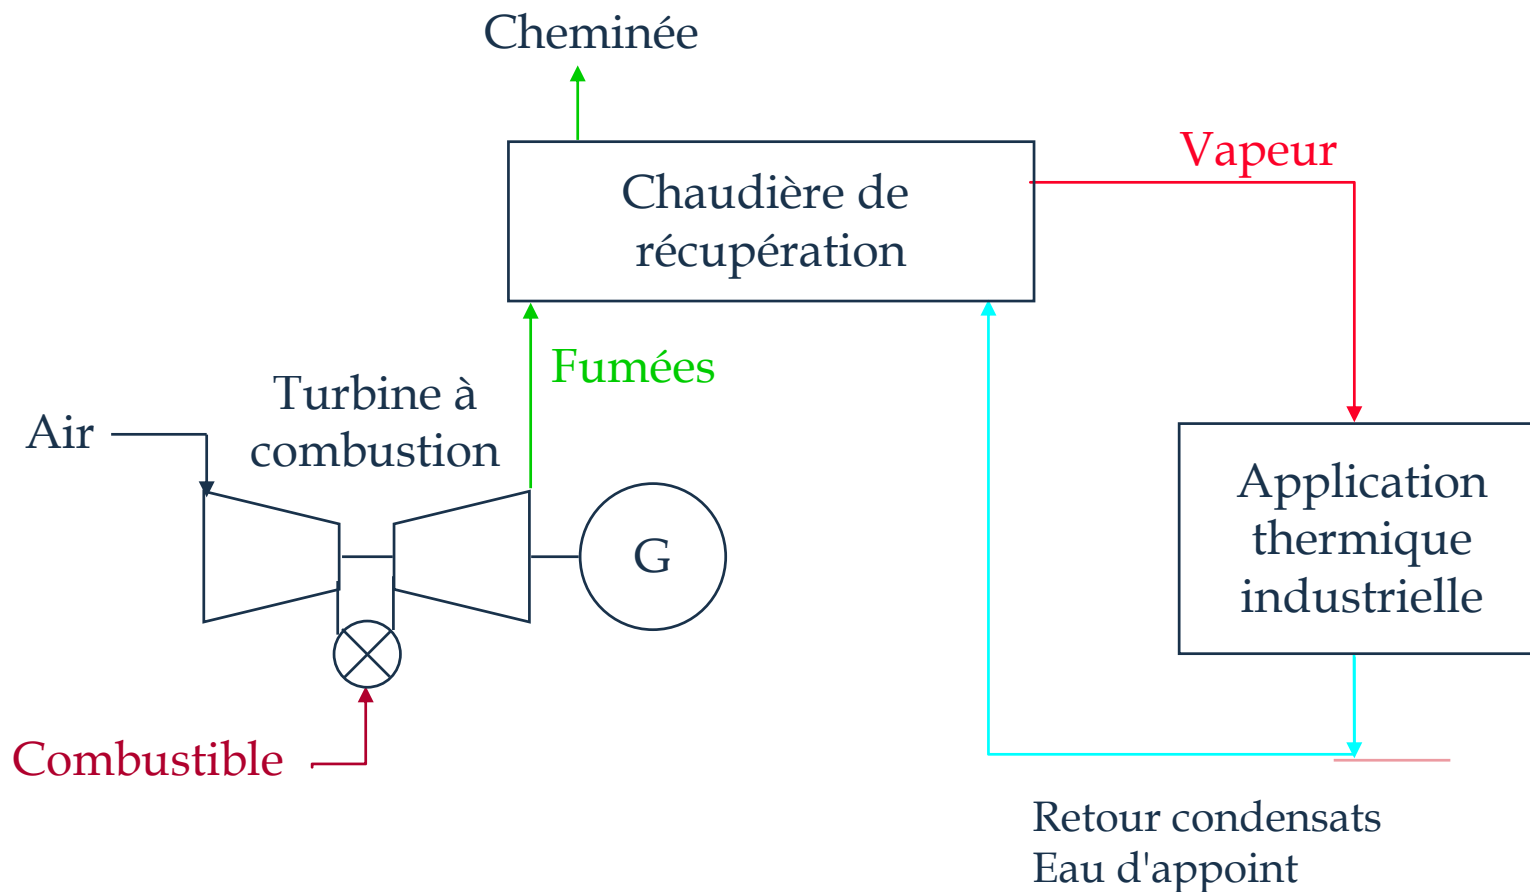 Cheminée
Vapeur
Chaudière de
récupération
Fumées
Turbine à
combustion
Air
Application
thermique
industrielle
G
Combustible
Retour condensats
Eau d'appoint